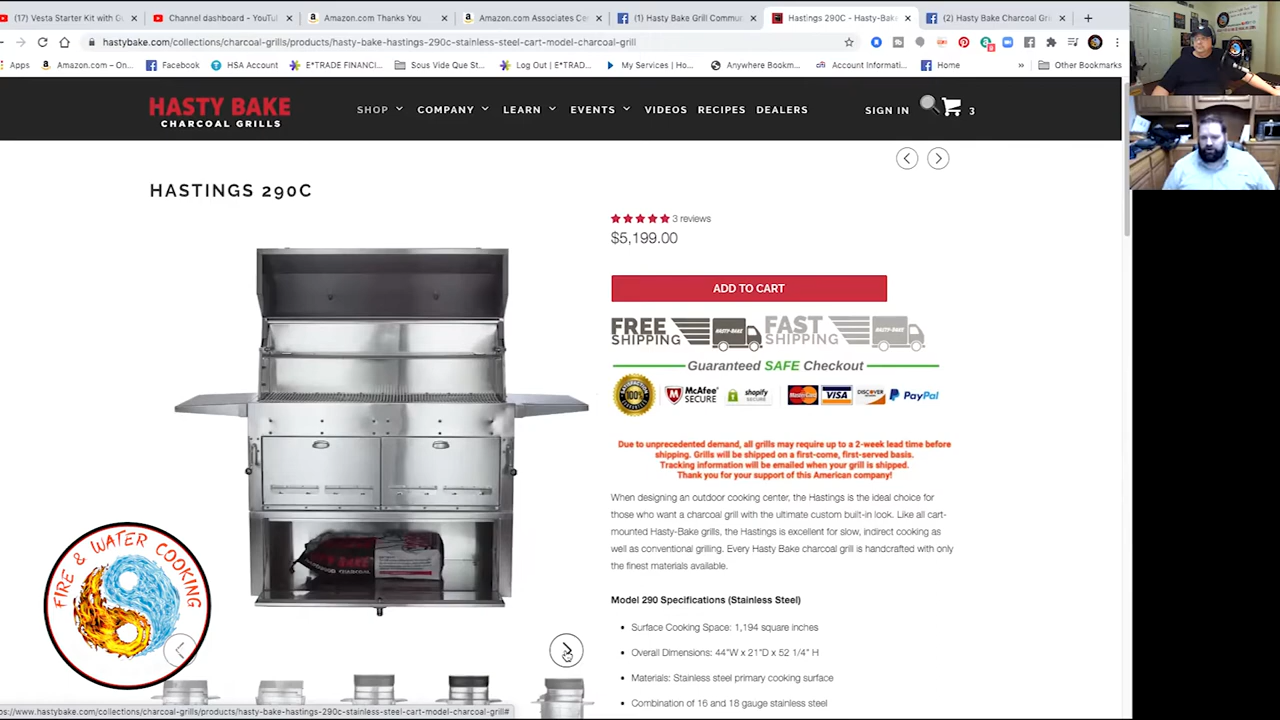 (17) Vesta Starter Kit with G
Channel dashboard - YouTu
Amazon.com Thanks You
Amazon.com Associates Ce
(1) Hasty Bake Grill Commu
Hastings 290C - Hasty-Bak
(2) Hasty Bake Charcoal Gr
hastybake.com/collections/charcoal-grills/products/hasty-bake-hastings-290c-stainless-steel-cart-model-charcoal-grill
Apps
Amazon.com - On...
Facebook
HSA Account
E*TRADE FINANCI...
Sous Vide Que St...
Log Out | E*TRAD...
My Services | Ho...
Anywhere Bookm...
Account Informati...
Home
»
Other Bookmarks
HASTY BAKE
CHARCOAL GRILLS
SHOP COMPANY LEARN EVENTS VIDEOS RECIPES DEALERS SIGN IN 3
HASTINGS 290C
3 reviews
$5,199.00
ADD TO CART
FREE SHIPPING HASTY-BAKE
FAST SHIPPING HASTY-BAKE
Guaranteed SAFE Checkout
SATISFACTION 100% McAfee SECURE shopify SECURE MasterCard VISA DISCOVER PayPal
Due to unprecedented demand, all grills may require up to a 2-week lead time before
shipping. Grills will be shipped on a first-come, first-served basis.
Tracking information will be emailed when your grill is shipped.
Thank you for your support of this American company!
When designing an outdoor cooking center, the Hastings is the ideal choice for
those who want a charcoal grill with the ultimate custom built-in look. Like all cart-
mounted Hasty-Bake grills, the Hastings is excellent for slow, indirect cooking as
well as conventional grilling. Every Hasty Bake charcoal grill is handcrafted with only
the finest materials available.
Model 290 Specifications (Stainless Steel)
• Surface Cooking Space: 1,194 square inches
• Overall Dimensions: 44"W x 21"D x 52 1/4" H
• Materials: Stainless steel primary cooking surface
• Combination of 16 and 18 gauge stainless steel
FIRE & WATER COOKING
ps://www.hastybake.com/collections/charcoal-grills/products/hasty-bake-hastings-290c-stainless-steel-cart-model-charcoal-grill#